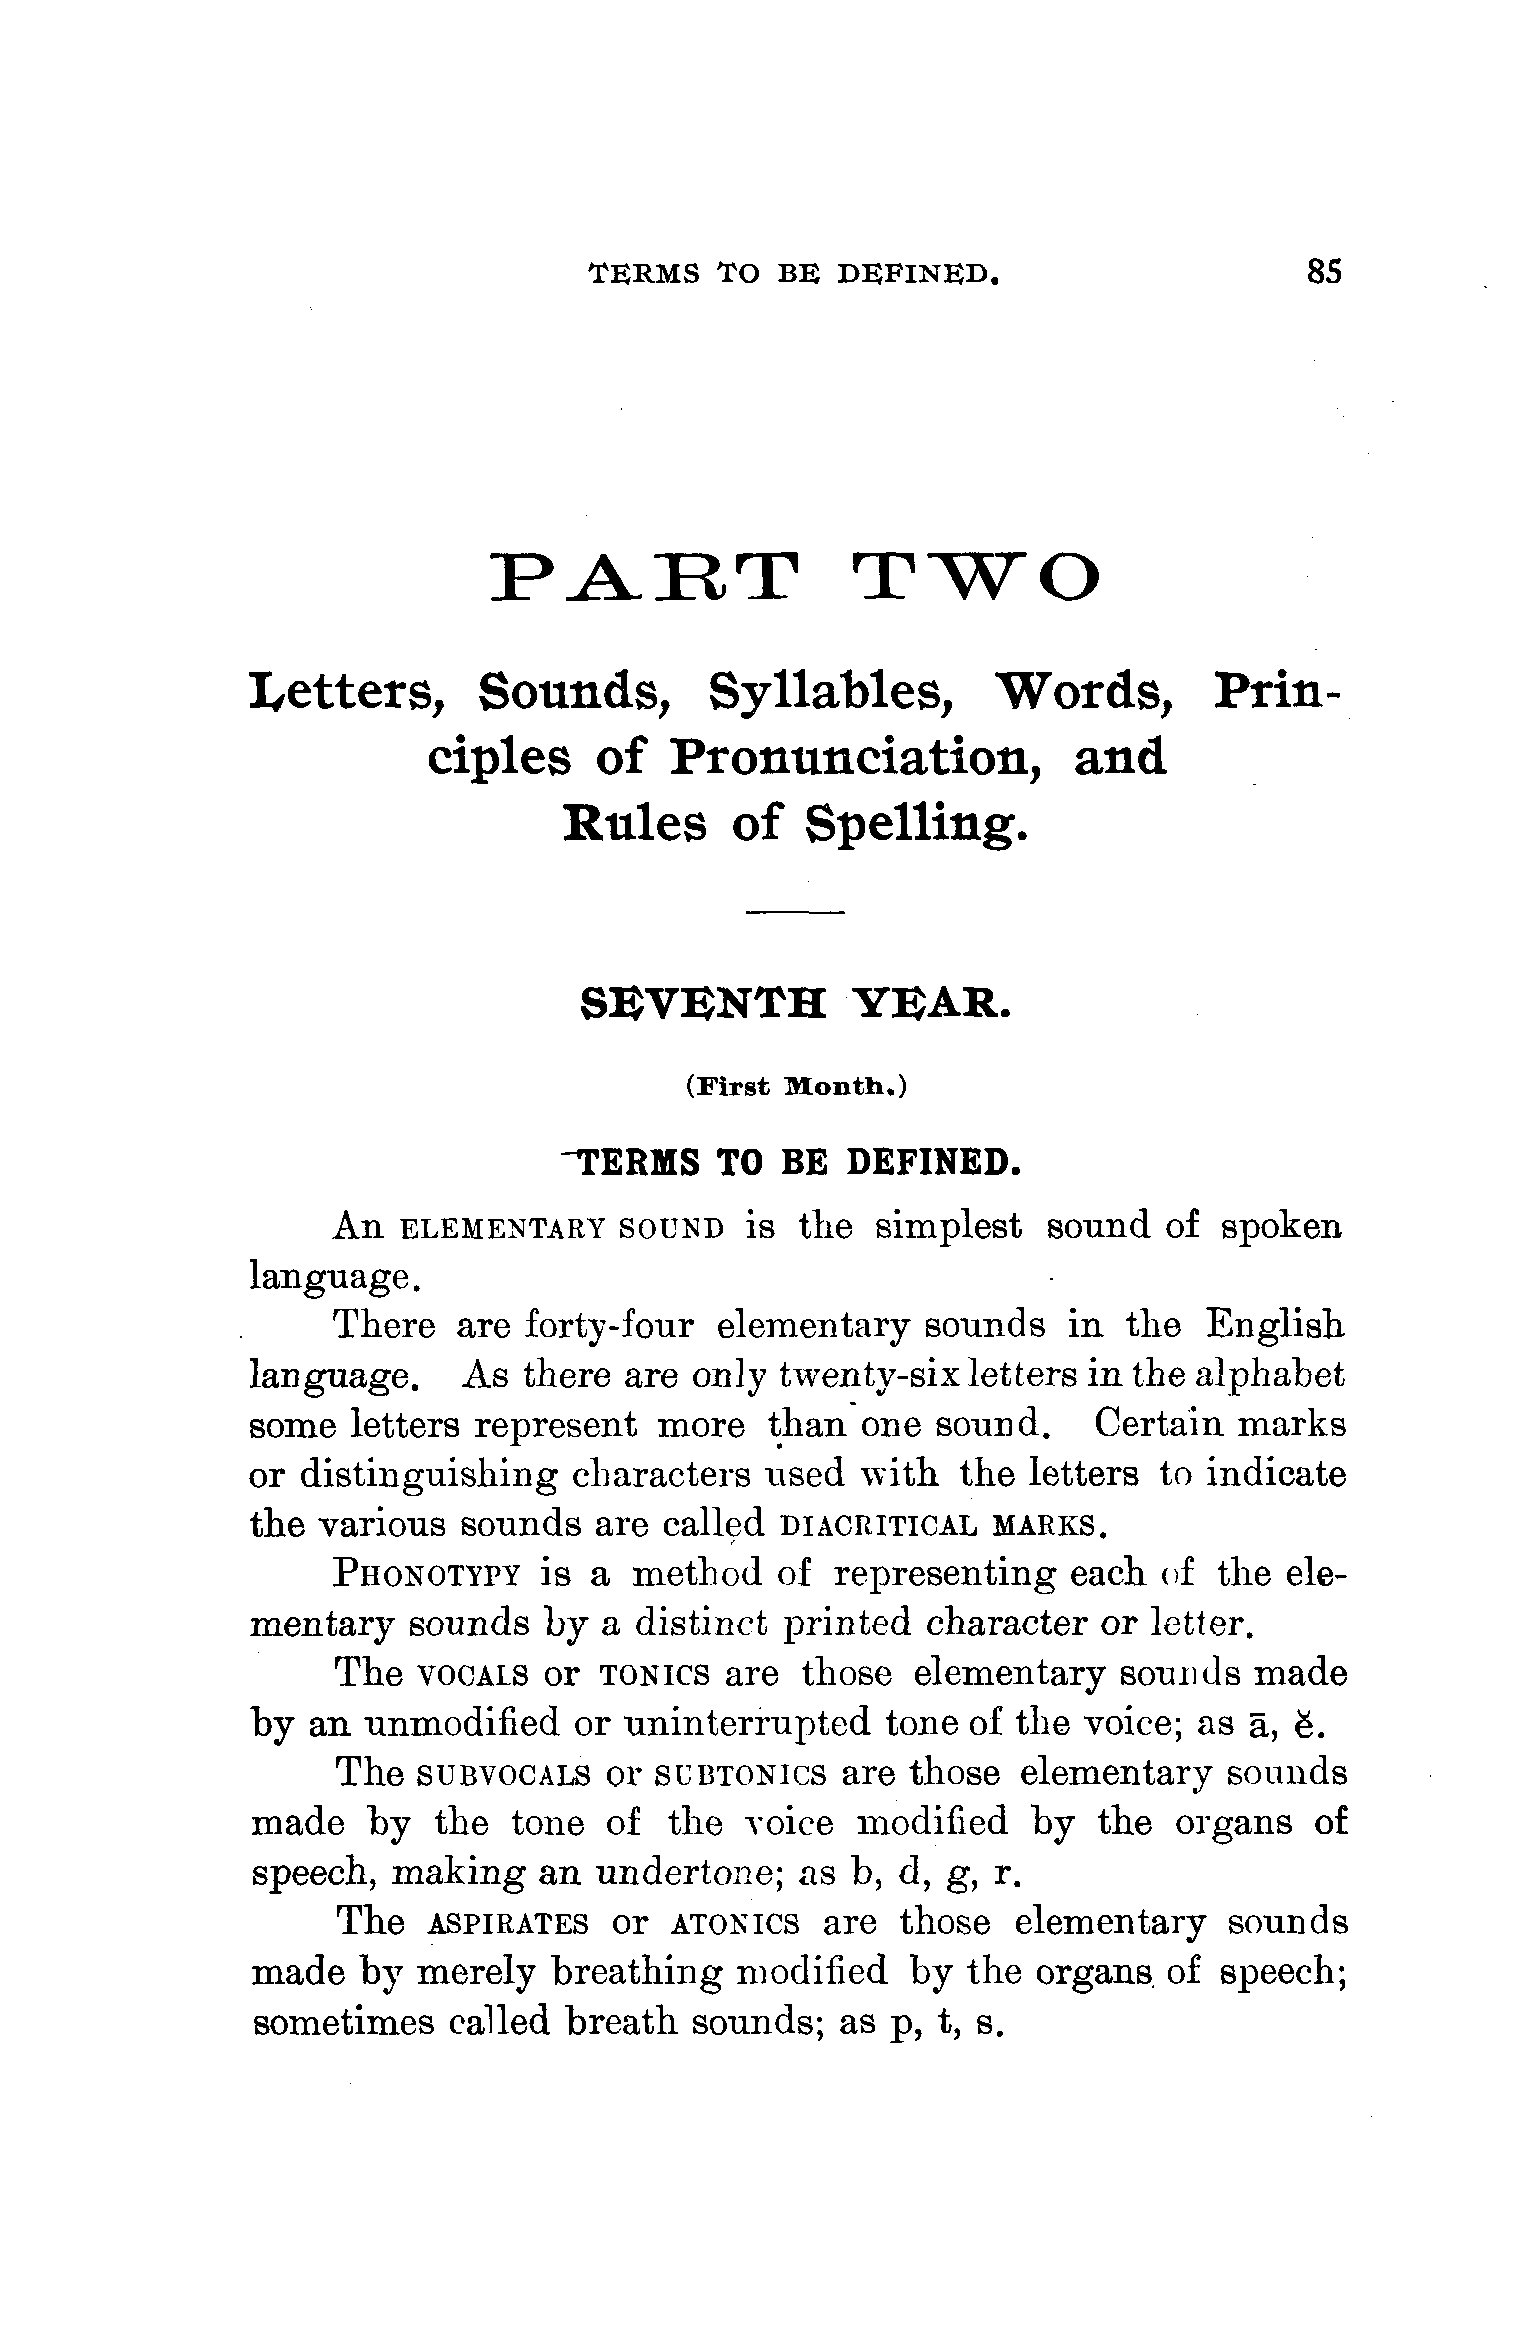 TERMS TO BE DEFINED. 85
PART TWO
Letters, Sounds, Syllables, Words, Prin-
ciples of Pronunciation, and
Rules of Spelling.
SEVENTH YEAR.
(First Month.)
TERMS TO BE DEFINED.
An ELEMENTARY SOUND is the simplest sound of spoken
language.
There are forty-four elementary sounds in the English
language. As there are only twenty-six letters in the alphabet
some letters represent more than one sound. Certain marks
or distinguishing characters used with the letters to indicate
the various sounds are called DIACRITICAL MARKS.
PHONOTYPY is a method of representing each of the ele-
mentary sounds by a distinct printed character or letter.
The VOCALS or TONICS are those elementary sounds made
by an unmodified or uninterrupted tone of the voice; as ā, ĕ.
The SUBVOCALS or SUBTONICS are those elementary sounds
made by the tone of the voice modified by the organs of
speech, making an undertone; as b, d, g, r.
The ASPIRATES or ATONICS are those elementary sounds
made by merely breathing modified by the organs of speech;
sometimes called breath sounds; as p, t, s.